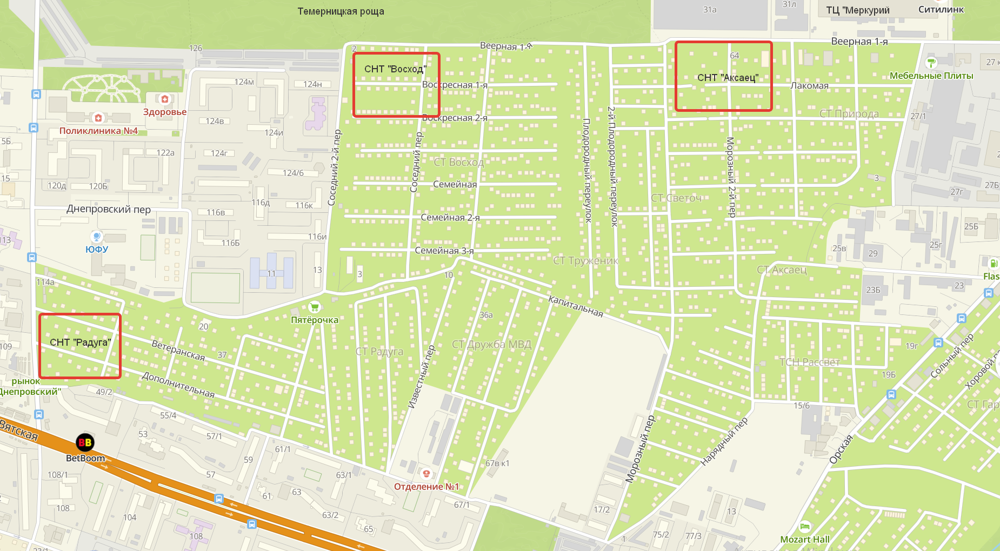 Темерницкая роща
31а
31л
ТЦ "Меркурий
Ситилинк
Веерная 1-я
Веерная 1-я
126
2
64
СНТ "Восход"
СНТ "Аксаец"
Мебельные Плиты
27 к
124м
124н
Воскресная 1-я
Лакомая
Здоровье
Поликлиника №4
124в
124и
Воскресная 2-я
СТ Природа
27/1
5Б
122а
124г
СТ Восход
Соседний 2-й пер
Соседний пер
Плодородный переулок
2-й Плодородный переулок
Морозный 2-й пер
15
120д
120Б
124/6
Семейная
3
27г
27Б
116д
116к
СТ Светоч
Днепровский пер
116в
Семейная 2-я
113
116Б
116и
25Б
25г
ЮФУ
Семейная 3-я
25в
29
СТ Труженик
СТ Аксаец
11
13
3
10
Flas
114а
23Б
23
Капитальная
Пятёрочка
36а
20
СНТ "Радуга"
109
Ветеранская
37
СТ Радуга
СТ Дружба МВД
Известный пер
19г
ТСН Рассвет
Сольный пер
Хоровой пе
19Б
рынок
Днепровский"
49/2
Дополнительная
СТ Гар
15/6
55/4
Вятская
57/1
53
61/1
Морозный пер
Нарядный пер
Орская
BB
BetBoom
59
57
67в к1
108/1
63/1
Отделение №1
61
63
67/1
108
104
63/2
65
108
17/2
13
1
75/2
77/3
Mozart Hall